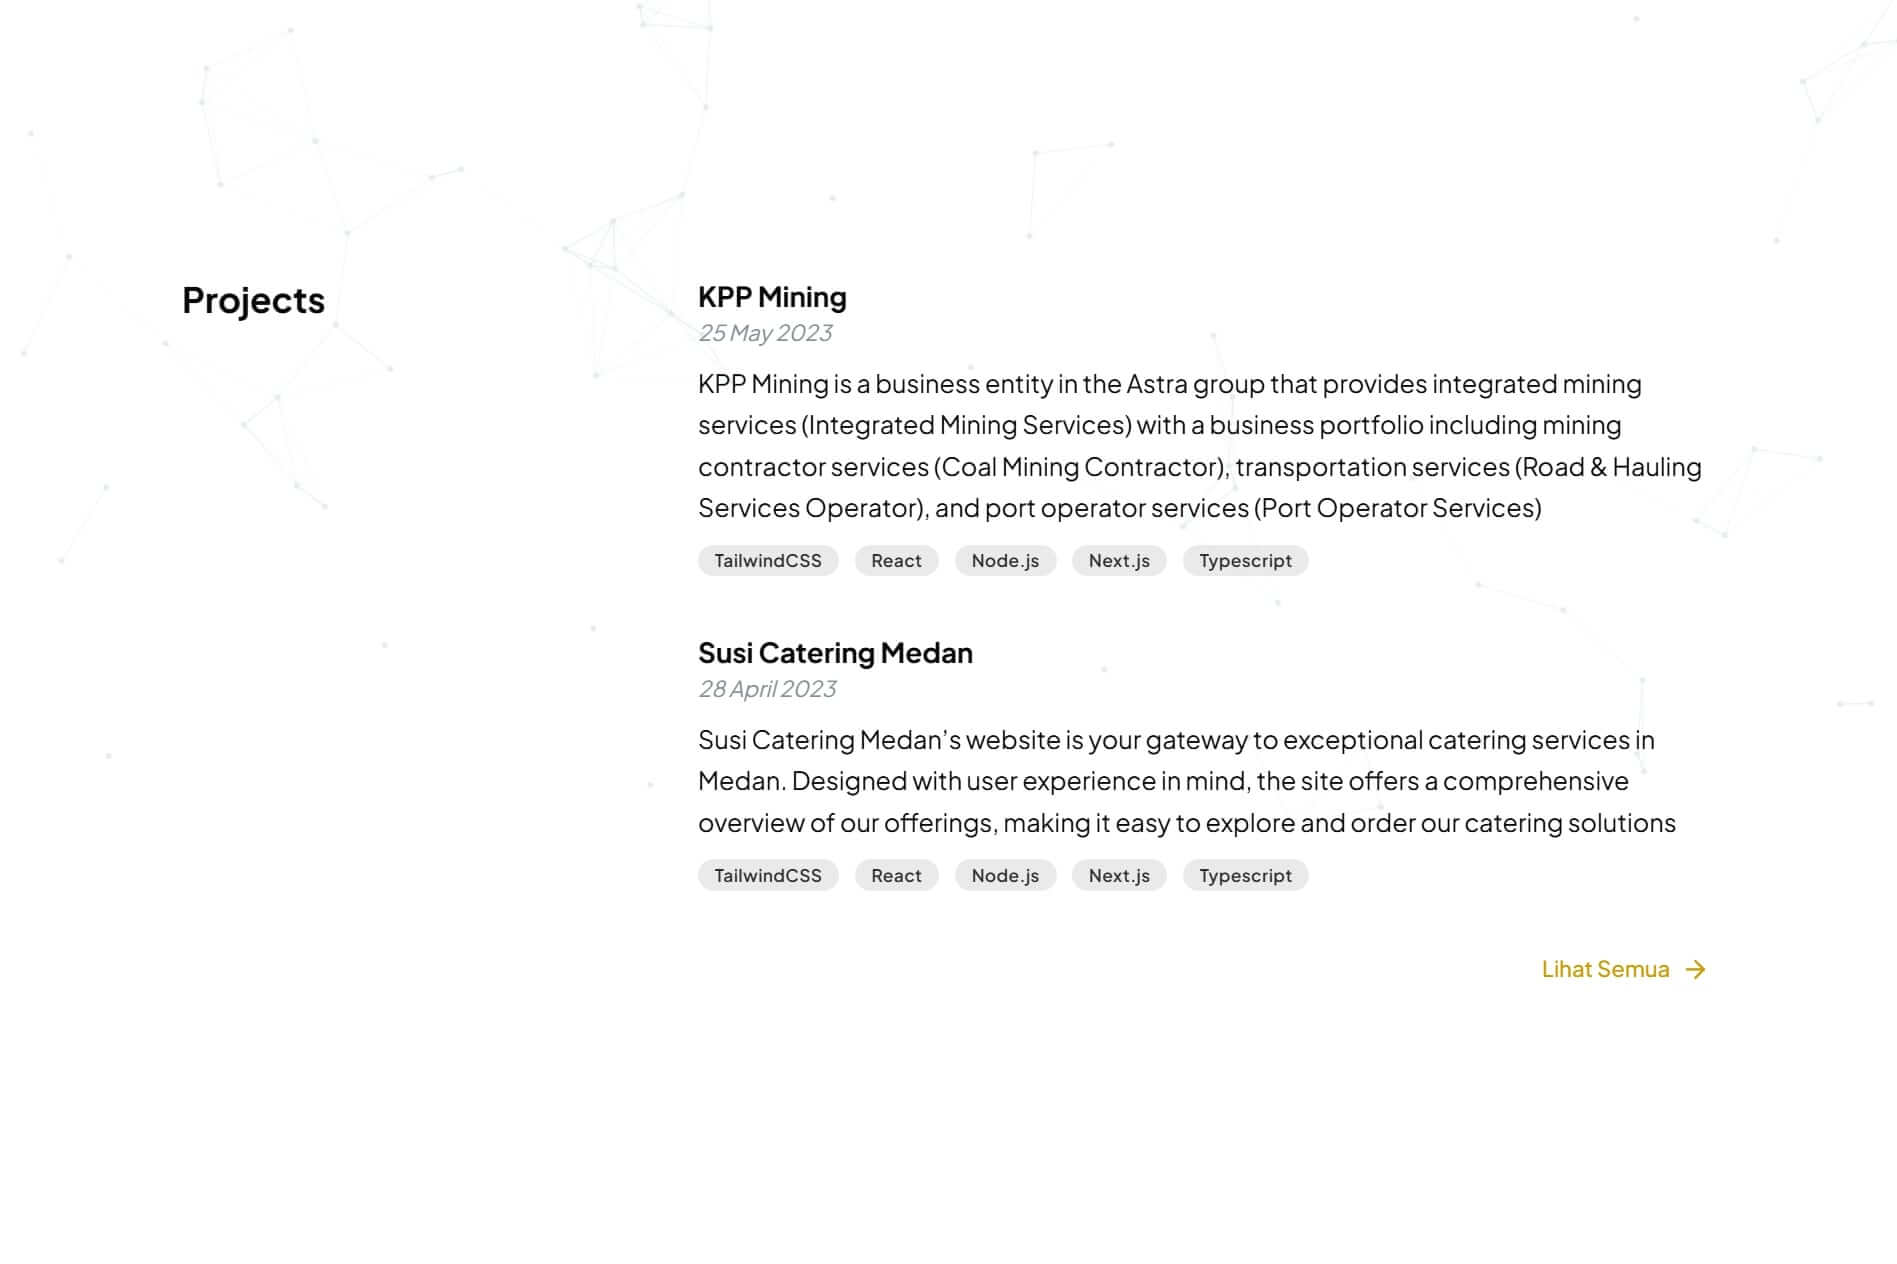 Projects
KPP Mining
25 May 2023
KPP Mining is a business entity in the Astra group that provides integrated mining
services (Integrated Mining Services) with a business portfolio including mining
contractor services (Coal Mining Contractor), transportation services (Road & Hauling
Services Operator), and port operator services (Port Operator Services)
TailwindCSS React Node.js Next.js Typescript
Susi Catering Medan
28 April 2023
Susi Catering Medan’s website is your gateway to exceptional catering services in
Medan. Designed with user experience in mind, the site offers a comprehensive
overview of our offerings, making it easy to explore and order our catering solutions
TailwindCSS React Node.js Next.js Typescript
Lihat Semua